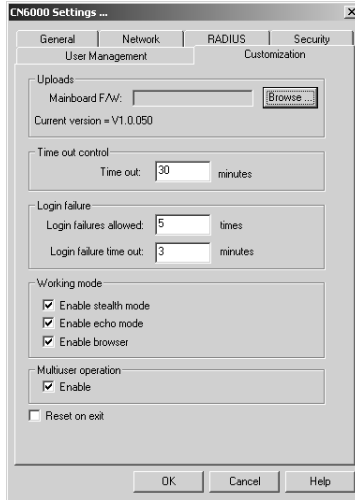 CN6000 Settings ...
General Network RADIUS Security
User Management Customization
Uploads
Mainboard F/W: Browse ...
Current version = V1.0.050
Time out control
Time out: 30 minutes
Login failure
Login failures allowed: 5 times
Login failure time out: 3 minutes
Working mode
Enable stealth mode
Enable echo mode
Enable browser
Multiuser operation
Enable
Reset on exit
OK Cancel Help